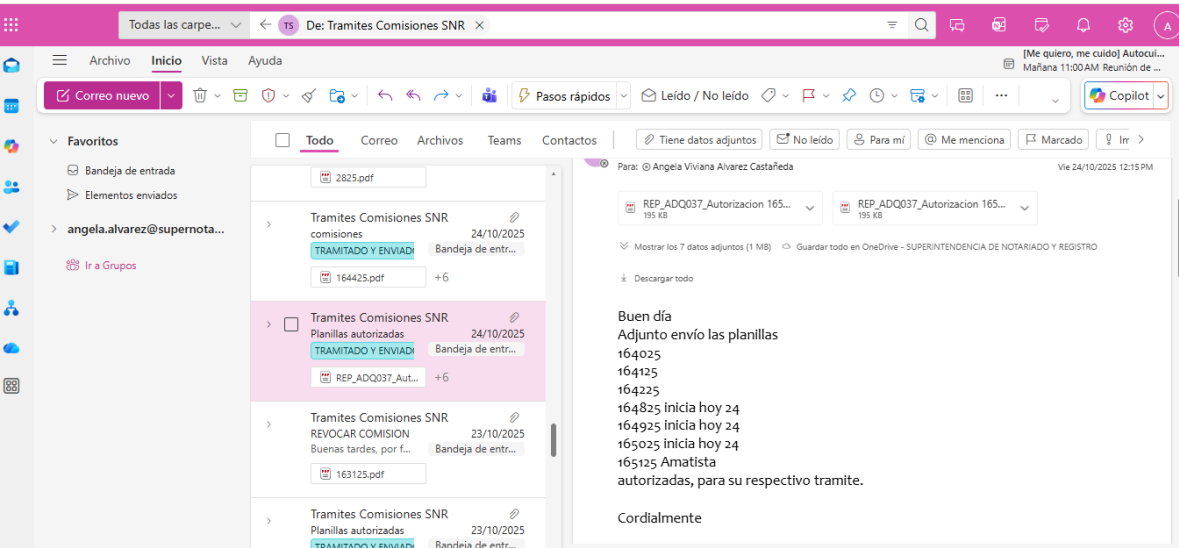 Todas las carpe...
TS De: Tramites Comisiones SNR
A
Archivo Inicio Vista Ayuda
[Me quiero, me cuido] Autocui...
Mañana 11:00 AM Reunión de ...
Correo nuevo
Pasos rápidos
Leído / No leído
Copilot
Favoritos
Bandeja de entrada
Elementos enviados
angela.alvarez@supernota...
Ir a Grupos
Todo Correo Archivos Teams Contactos
Tiene datos adjuntos No leído Para mí @ Me menciona Marcado
2825.pdf
Tramites Comisiones SNR
comisiones 24/10/2025
TRAMITADO Y ENVIAD Bandeja de entr...
164425.pdf +6
Tramites Comisiones SNR
Planillas autorizadas 24/10/2025
TRAMITADO Y ENVIAD Bandeja de entr...
REP_ADQ037_Aut... +6
Tramites Comisiones SNR
REVOCAR COMISION 23/10/2025
Buenas tardes, por f... Bandeja de entr...
163125.pdf
Tramites Comisiones SNR
Planillas autorizadas 23/10/2025
TRAMITADO Y ENVIAD Bandeja de entr...
Para: Angela Viviana Alvarez Castañeda
Vie 24/10/2025 12:15 PM
REP_ADQ037_Autorizacion 165...
195 KB
REP_ADQ037_Autorizacion 165...
195 KB
Mostrar los 7 datos adjuntos (1 MB) Guardar todo en OneDrive - SUPERINTENDENCIA DE NOTARIADO Y REGISTRO
Descargar todo
Buen día
Adjunto envío las planillas
164025
164125
164225
164825 inicia hoy 24
164925 inicia hoy 24
165025 inicia hoy 24
165125 Amatista
autorizadas, para su respectivo tramite.
Cordialmente